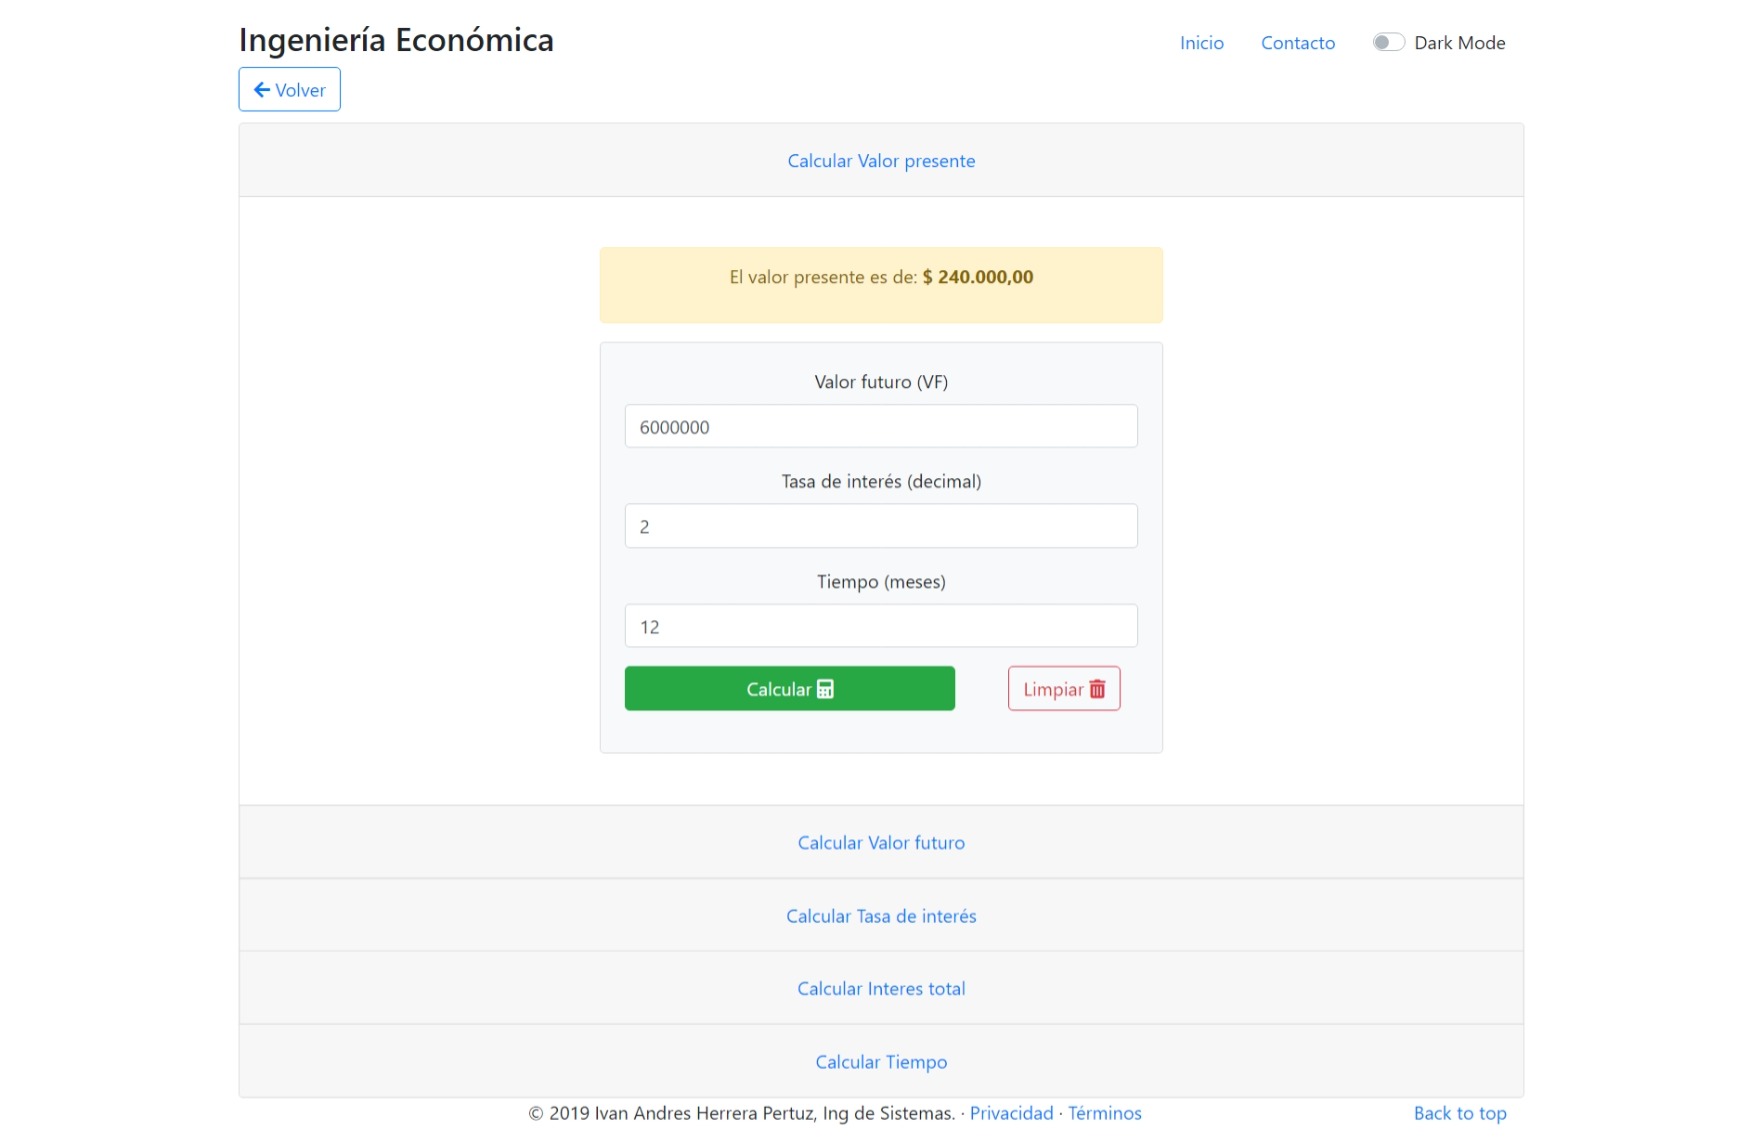 Ingeniería Económica
Inicio Contacto Dark Mode
Volver
Calcular Valor presente
El valor presente es de: $ 240.000,00
Valor futuro (VF)
6000000
Tasa de interés (decimal)
2
Tiempo (meses)
12
Calcular Limpiar
Calcular Valor futuro
Calcular Tasa de interés
Calcular Interes total
Calcular Tiempo
© 2019 Ivan Andres Herrera Pertuz, Ing de Sistemas. · Privacidad · Términos Back to top